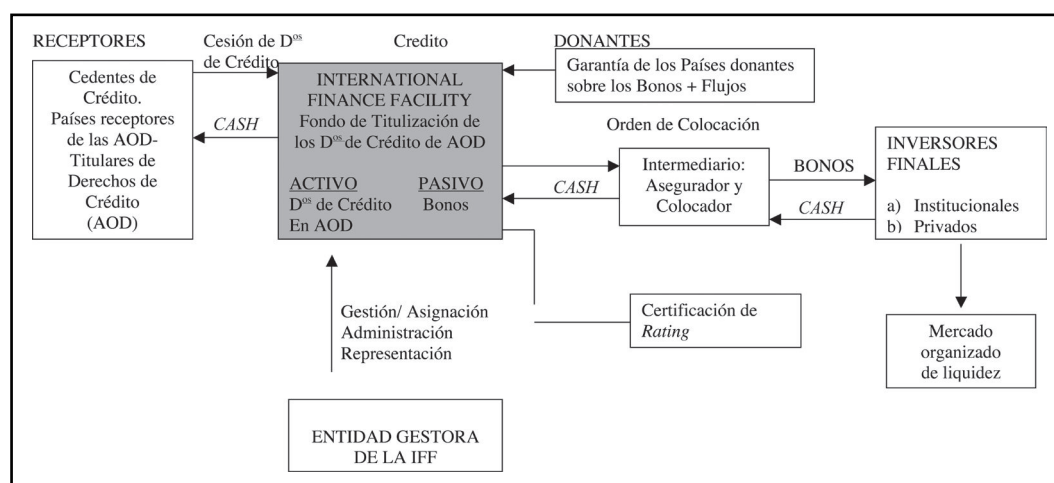 RECEPTORES
Cesión de Dos
de Crédito
Credito
DONANTES
Cedentes de
Crédito.
Países receptores
de las AOD-
Titulares de
Derechos de
Crédito
(AOD)
CASH
INTERNATIONAL
FINANCE FACILITY
Fondo de Titulización de
los Dos de Crédito de AOD
ACTIVO PASIVO
Dos de Crédito Bonos
En AOD
Garantía de los Países donantes
sobre los Bonos + Flujos
Orden de Colocación
CASH
Intermediario:
Asegurador y
Colocador
BONOS
CASH
INVERSORES
FINALES
a) Institucionales
b) Privados
Gestión/ Asignación
Administración
Representación
Certificación de
Rating
Mercado
organizado
de liquidez
ENTIDAD GESTORA
DE LA IFF